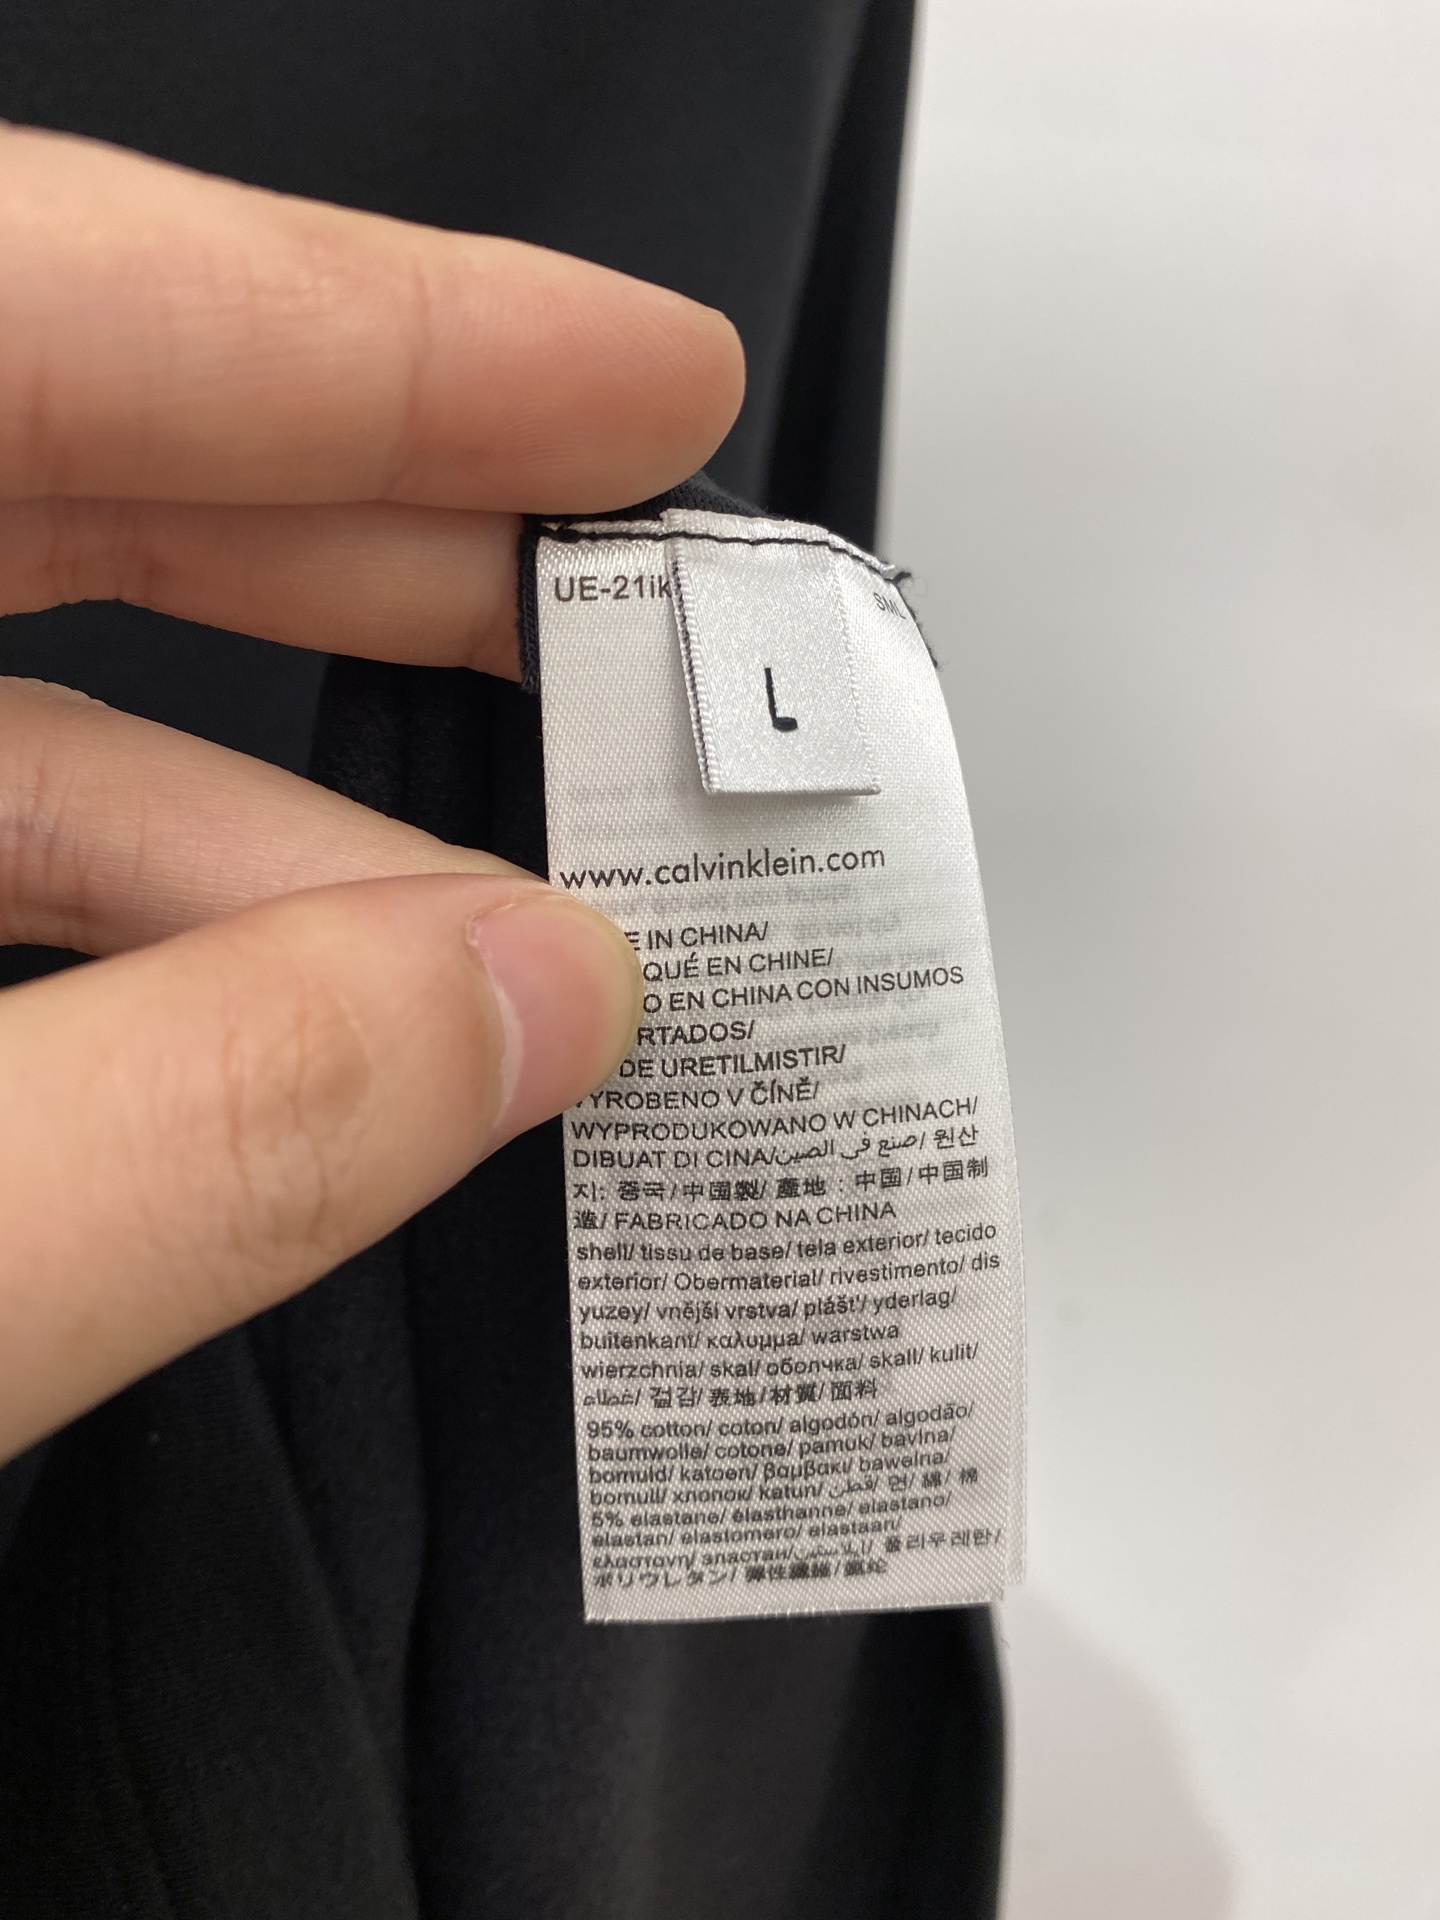 UE-21ik
SML
L
www.calvinklein.com
E IN CHINA/
QUÉ EN CHINE/
O EN CHINA CON INSUMOS
RTADOS/
DE URETILMISTIR/
YROBENO V ČÍNĚ/
WYPRODUKOWANO W CHINACH/
DIBUAT DI CINA/صنع في الصين/ 원산
지: 중국/中国製/ 產地 : 中国/中国制
造/ FABRICADO NA CHINA
shell/ tissu de base/ tela exterior/ tecido
exterior/ Obermaterial/ rivestimento/ dis
yuzey/ vnější vrstva/ plášt'/ yderlag/
buitenkant/ καλυμμα/ warstwa
wierzchnia/ skal/ оболчка/ skall/ kulit/
غطاء/ 겉감/ 表地/材質/ 面料
95% cotton/ coton/ algodón/ algodão/
baumwolle/ cotone/ pamuk/ bavlna/
bomuld/ katoen/ βαμβακι/ bawelna/
bomull/ хлопок/ katun/ قطن/ 면/ 綿/ 棉
5% elastane/ élasthanne/ elastano/
elastan/ elastomero/ elastaan/
ελαστανη/ эластан/ 폴리우레탄/
ポリウレタン/ 弾性繊維/